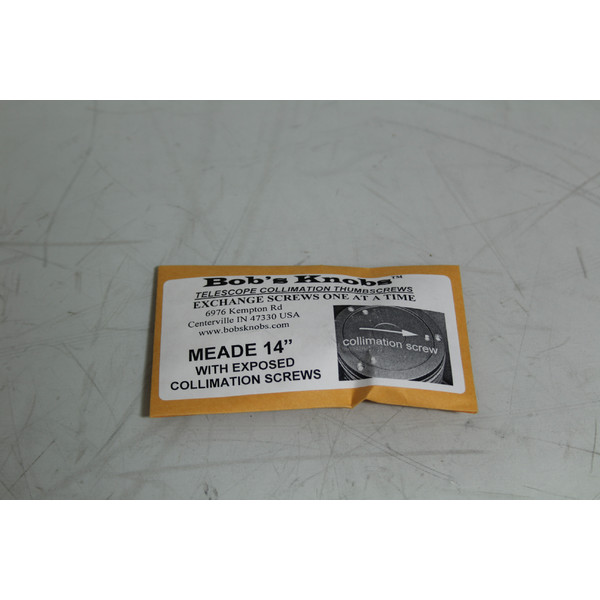 Bob's Knobs™
TELESCOPE COLLIMATION THUMBSCREWS
EXCHANGE SCREWS ONE AT A TIME
6976 Kempton Rd
Centerville IN 47330 USA
www.bobsknobs.com
MEADE 14"
WITH EXPOSED
COLLIMATION SCREWS
collimation screw